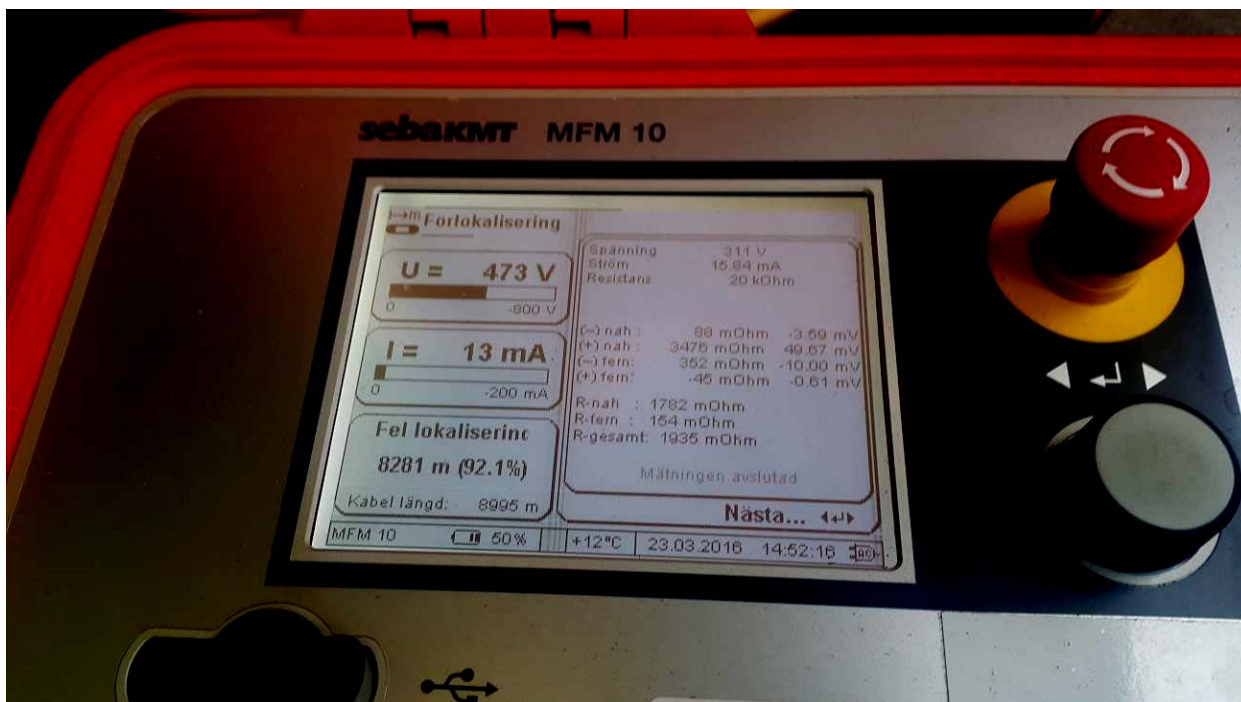 sebaKMT MFM 10
Förlokalisering
U = 473 V
0 -800 V
I = 13 mA
0 -200 mA
Fel lokaliserinc
8281 m (92.1%)
Kabel längd: 8995 m
Spänning 311 V
Ström 15.84 mA
Resistans 20 kOhm
(-) nah : 88 mOhm -3.59 mV
(+) nah : 3476 mOhm 49.67 mV
(-) fern: 352 mOhm -10.00 mV
(+) fern: -45 mOhm -0.61 mV
R-nah : 1782 mOhm
R-fern : 154 mOhm
R-gesamt: 1935 mOhm
Mätningen avslutad
Nästa...
MFM 10 50% +12°C 23.03.2016 14:52:16